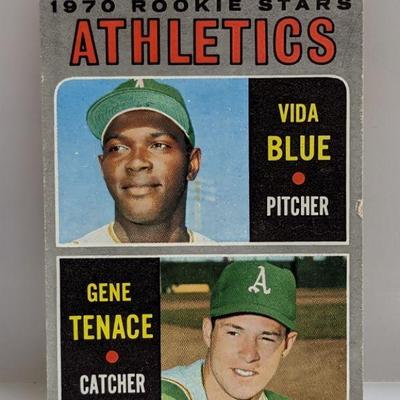 1970 ROOKIE STARS
ATHLETICS
A
VIDA
BLUE
PITCHER
GENE
TENACE
CATCHER
A